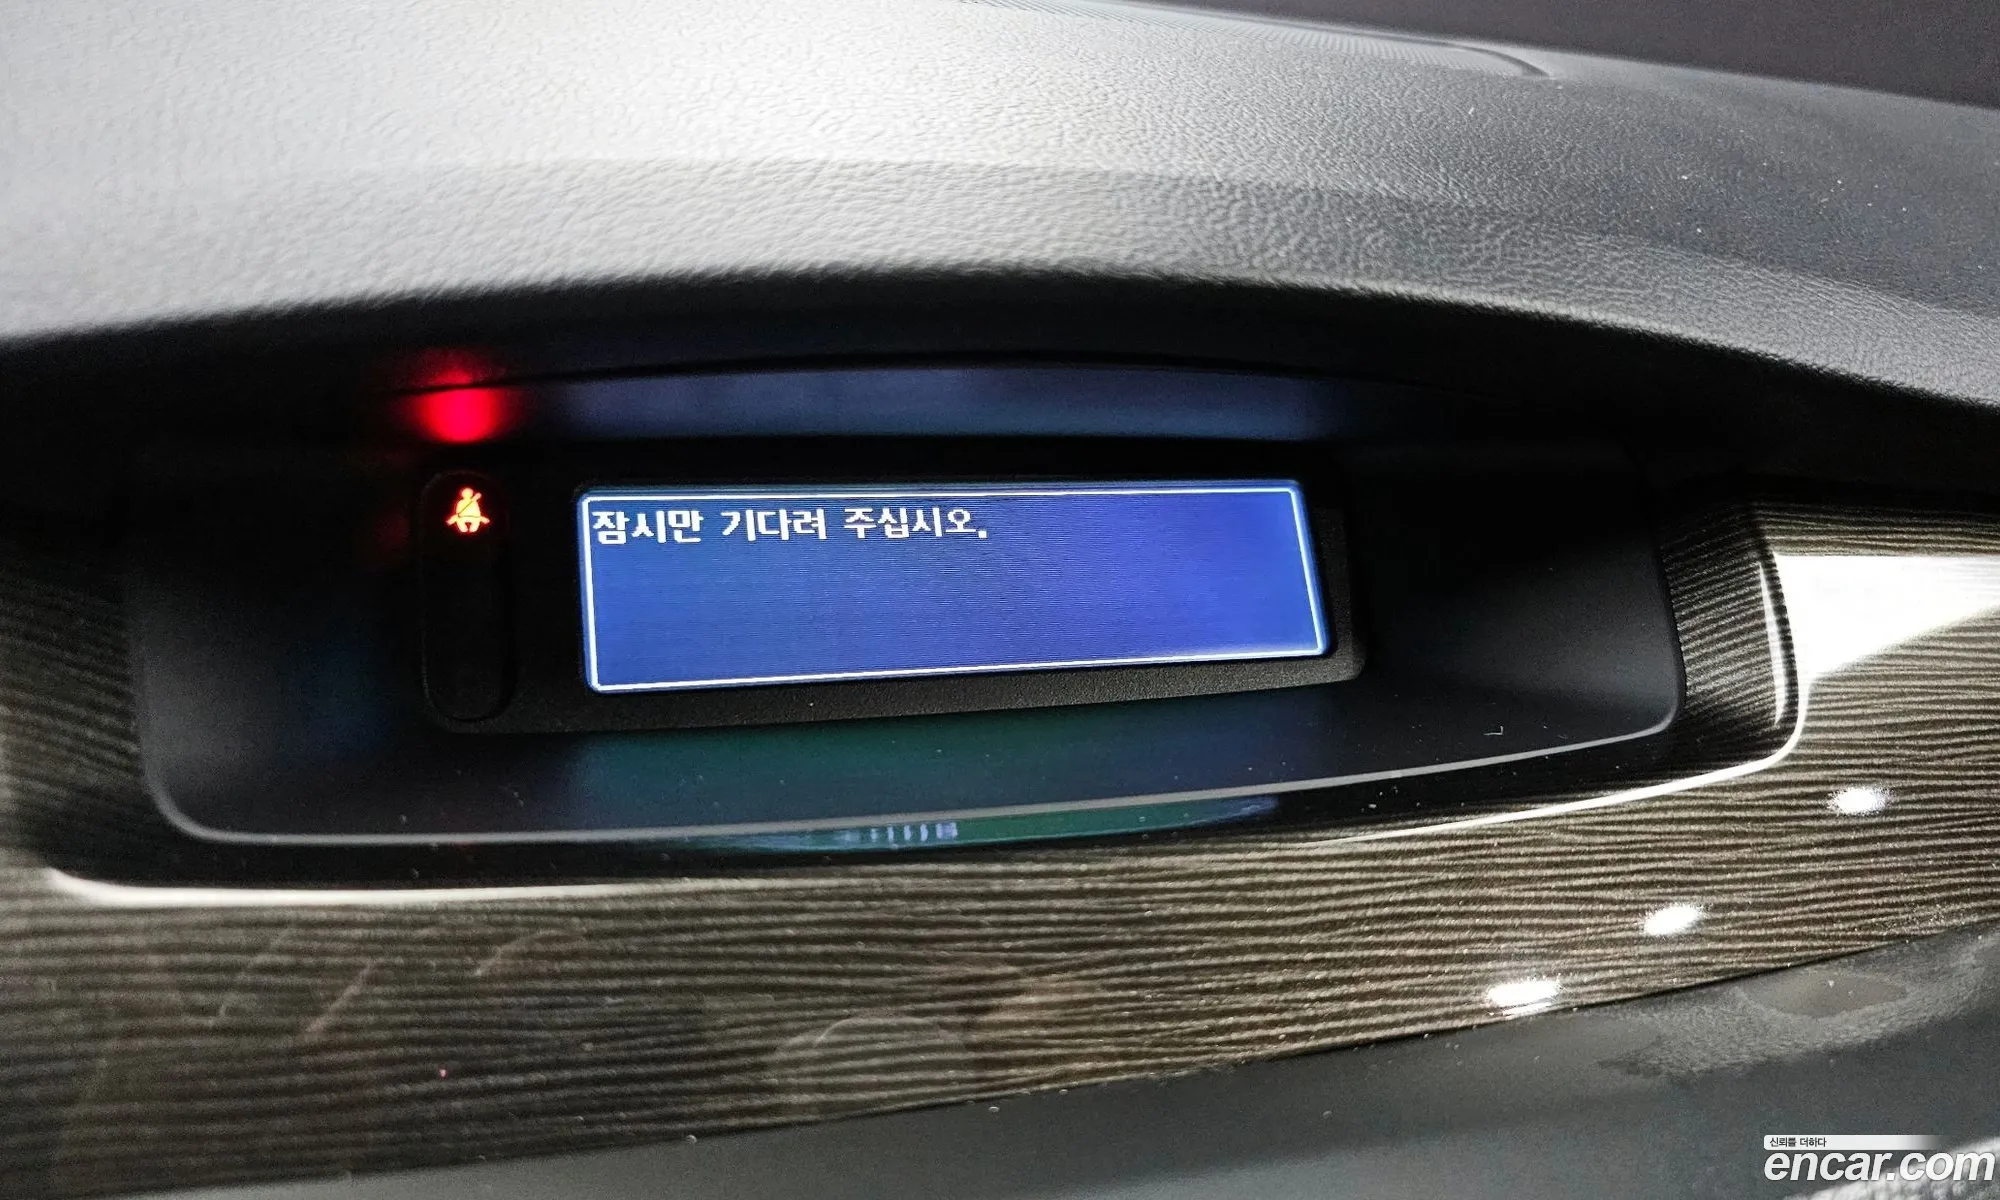 잠시만 기다려 주십시오.
신뢰를 더하다
encar.com